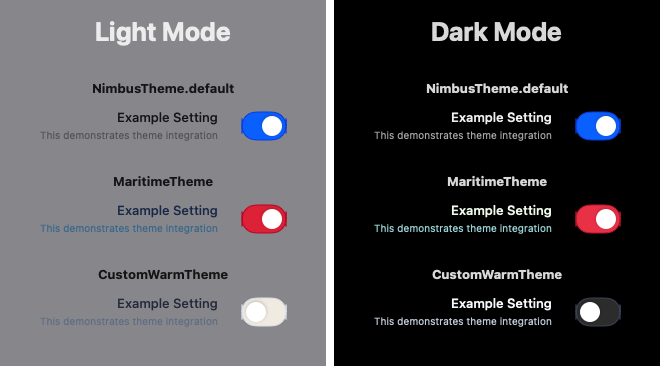 Light Mode
NimbusTheme.default
Example Setting
This demonstrates theme integration
MaritimeTheme
Example Setting
This demonstrates theme integration
CustomWarmTheme
Example Setting
This demonstrates theme integration
Dark Mode
NimbusTheme.default
Example Setting
This demonstrates theme integration
MaritimeTheme
Example Setting
This demonstrates theme integration
CustomWarmTheme
Example Setting
This demonstrates theme integration